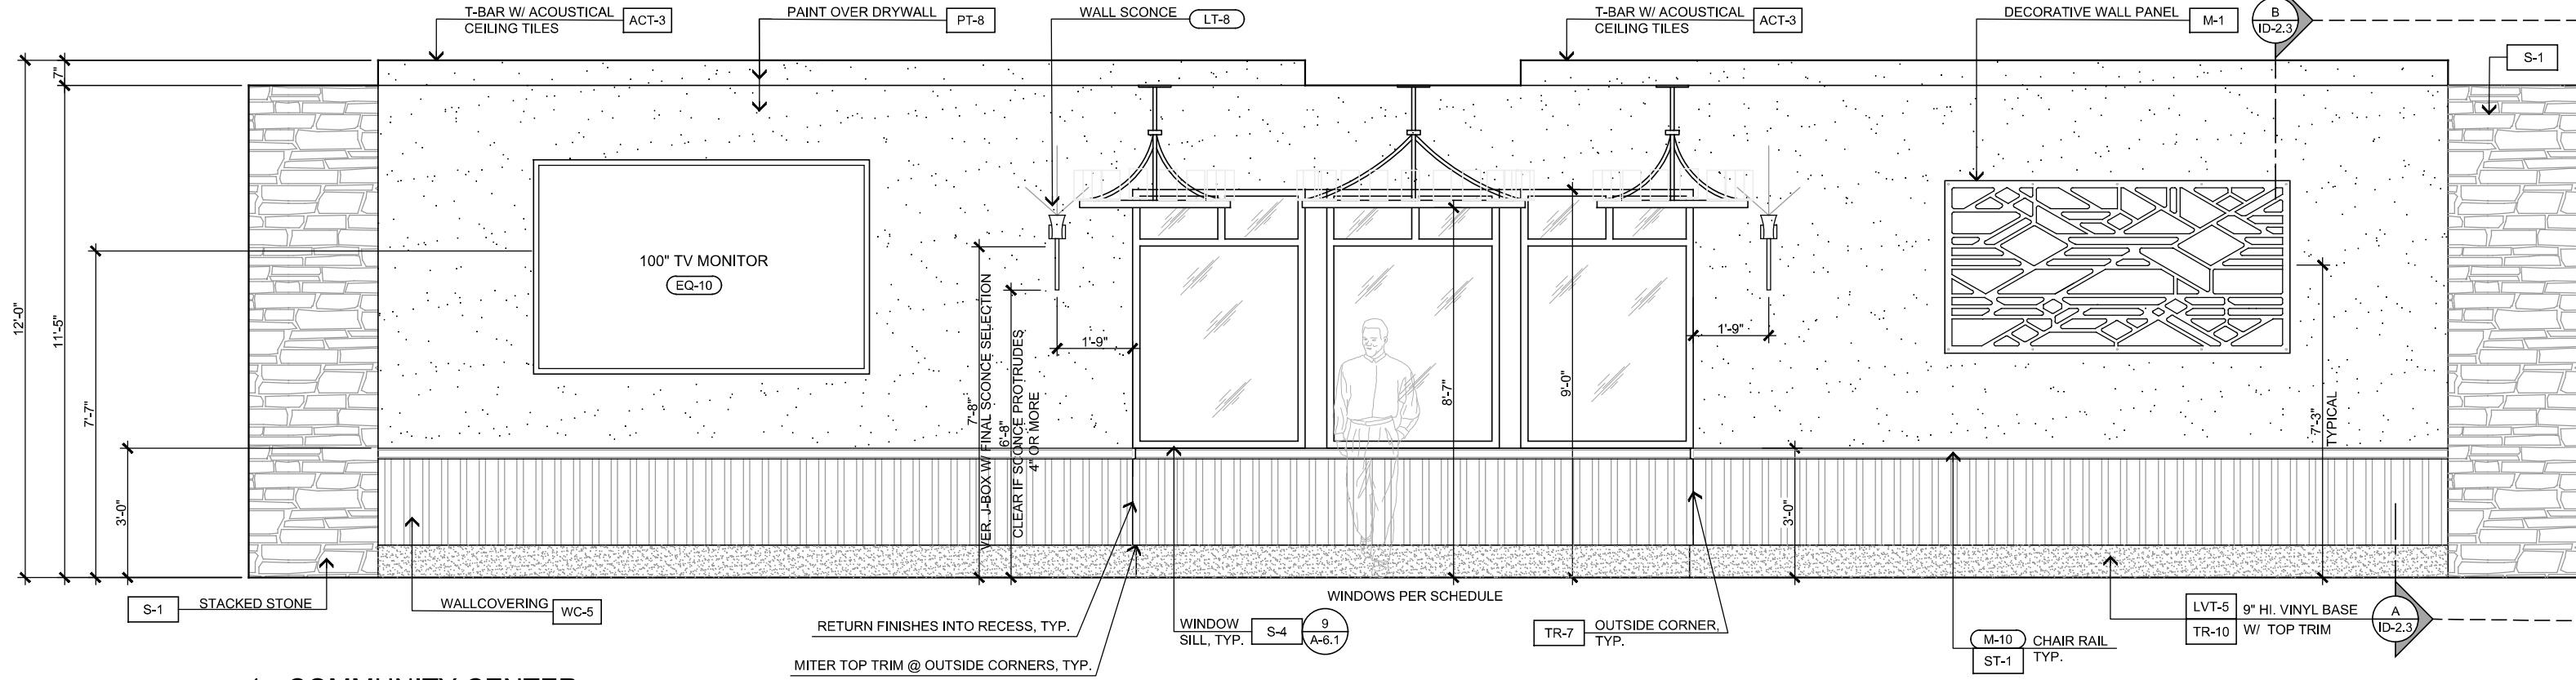 T-BAR W/ ACOUSTICAL
CEILING TILES
ACT-3
PAINT OVER DRYWALL
PT-8
WALL SCONCE
LT-8
T-BAR W/ ACOUSTICAL
CEILING TILES
ACT-3
DECORATIVE WALL PANEL
M-1
B
ID-2.3
S-1
7"
12'-0"
11'-5"
7'-7"
3'-0"
100" TV MONITOR
EQ-10
7'-8"
VER. J-BOX W/ FINAL SCONCE SELECTION
6'-8"
CLEAR IF SCONCE PROTRUDES
4" OR MORE
1'-9"
8'-7"
9'-0"
1'-9"
3'-0"
7'-3"
TYPICAL
S-1
STACKED STONE
WALLCOVERING
WC-5
RETURN FINISHES INTO RECESS, TYP.
MITER TOP TRIM @ OUTSIDE CORNERS, TYP.
WINDOW
SILL, TYP.
S-4
9
A-6.1
WINDOWS PER SCHEDULE
TR-7
OUTSIDE CORNER,
TYP.
M-10
ST-1
CHAIR RAIL
TYP.
LVT-5
TR-10
9" HI. VINYL BASE
W/ TOP TRIM
A
ID-2.3
COMMUNITY CENTER